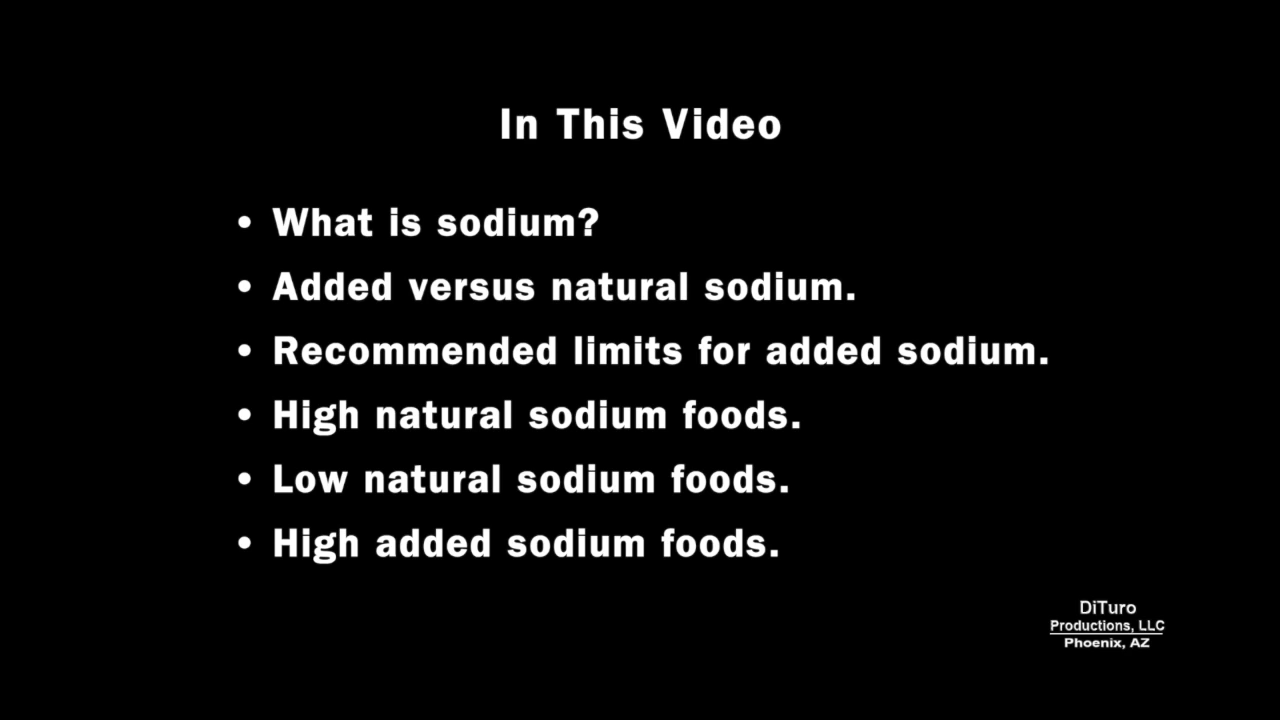 In This Video
• What is sodium?
• Added versus natural sodium.
• Recommended limits for added sodium.
• High natural sodium foods.
• Low natural sodium foods.
• High added sodium foods.
DiTuro
Productions, LLC
Phoenix, AZ